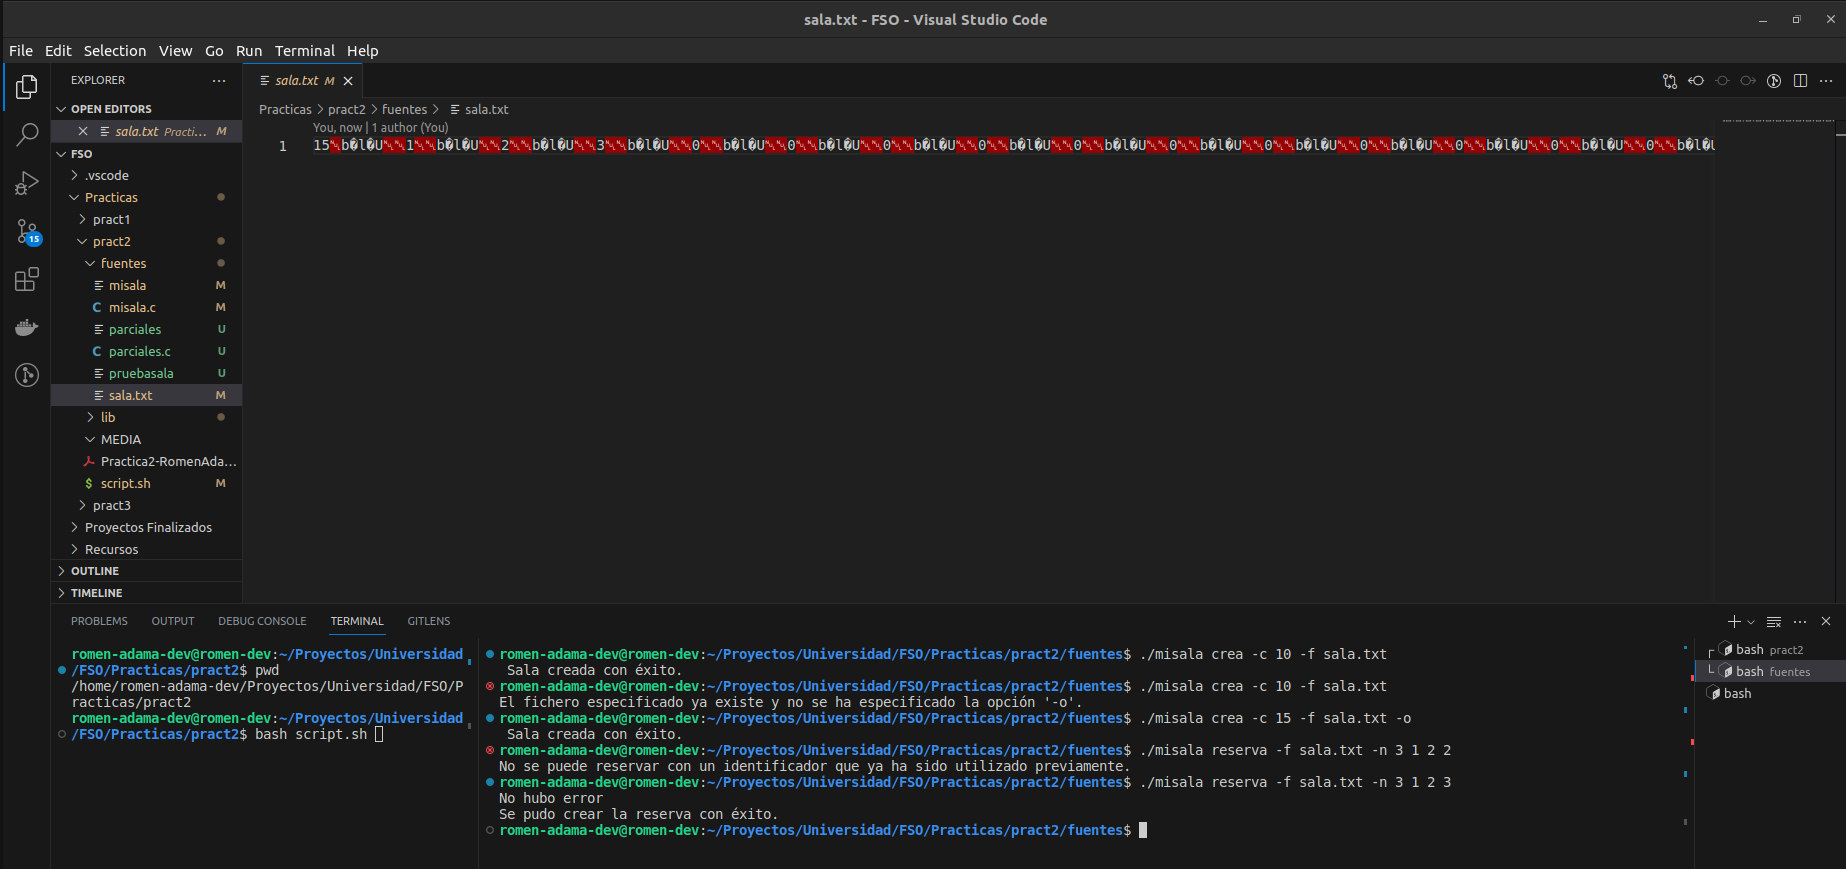 sala.txt - FSO - Visual Studio Code
File Edit Selection View Go Run Terminal Help
EXPLORER
OPEN EDITORS
sala.txt Practi... M
FSO
.vscode
Practicas
pract1
pract2
fuentes
misala M
C misala.c M
parciales U
C parciales.c U
pruebasala U
sala.txt M
lib
MEDIA
Practica2-RomenAda...
$ script.sh M
pract3
Proyectos Finalizados
Recursos
OUTLINE
TIMELINE
15
sala.txt M
Practicas > pract2 > fuentes > sala.txt
You, now | 1 author (You)
1
15 b�l�U 1 b�l�U 2 b�l�U 3 b�l�U 0 b�l�U 0 b�l�U 0 b�l�U 0 b�l�U 0 b�l�U 0 b�l�U 0 b�l�U 0 b�l�U 0 b�l�U 0 b�l�U
PROBLEMS OUTPUT DEBUG CONSOLE TERMINAL GITLENS
romen-adama-dev@romen-dev:~/Proyectos/Universidad
/FSO/Practicas/pract2$ pwd
/home/romen-adama-dev/Proyectos/Universidad/FSO/P
racticas/pract2
romen-adama-dev@romen-dev:~/Proyectos/Universidad
/FSO/Practicas/pract2$ bash script.sh
romen-adama-dev@romen-dev:~/Proyectos/Universidad/FSO/Practicas/pract2/fuentes$ ./misala crea -c 10 -f sala.txt
Sala creada con éxito.
romen-adama-dev@romen-dev:~/Proyectos/Universidad/FSO/Practicas/pract2/fuentes$ ./misala crea -c 10 -f sala.txt
El fichero especificado ya existe y no se ha especificado la opción '-o'.
romen-adama-dev@romen-dev:~/Proyectos/Universidad/FSO/Practicas/pract2/fuentes$ ./misala crea -c 15 -f sala.txt -o
Sala creada con éxito.
romen-adama-dev@romen-dev:~/Proyectos/Universidad/FSO/Practicas/pract2/fuentes$ ./misala reserva -f sala.txt -n 3 1 2 2
No se puede reservar con un identificador que ya ha sido utilizado previamente.
romen-adama-dev@romen-dev:~/Proyectos/Universidad/FSO/Practicas/pract2/fuentes$ ./misala reserva -f sala.txt -n 3 1 2 3
No hubo error
Se pudo crear la reserva con éxito.
romen-adama-dev@romen-dev:~/Proyectos/Universidad/FSO/Practicas/pract2/fuentes$
bash pract2
bash fuentes
bash